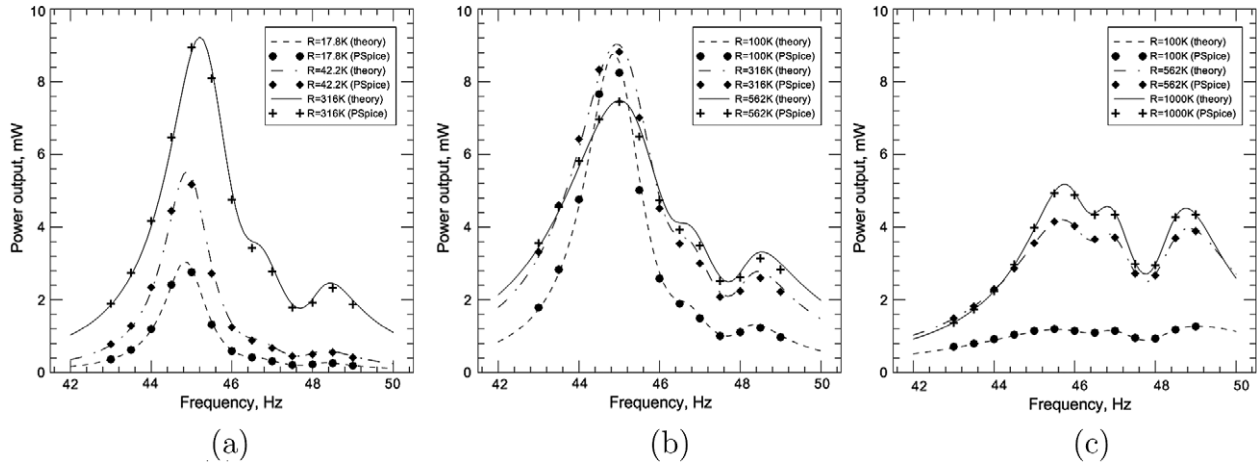 10
8
6
4
2
0
Power output, mW
R=17.8K (theory)
R=17.8K (PSpice)
R=42.2K (theory)
R=42.2K (PSpice)
R=316K (theory)
R=316K (PSpice)
42 44 46 48 50
Frequency, Hz
(a)
10
8
6
4
2
0
Power output, mW
R=100K (theory)
R=100K (PSpice)
R=316K (theory)
R=316K (PSpice)
R=562K (theory)
R=562K (PSpice)
42 44 46 48 50
Frequency, Hz
(b)
10
8
6
4
2
0
Power output, mW
R=100K (theory)
R=100K (PSpice)
R=562K (theory)
R=562K (PSpice)
R=1000K (theory)
R=1000K (PSpice)
42 44 46 48 50
Frequency, Hz
(c)